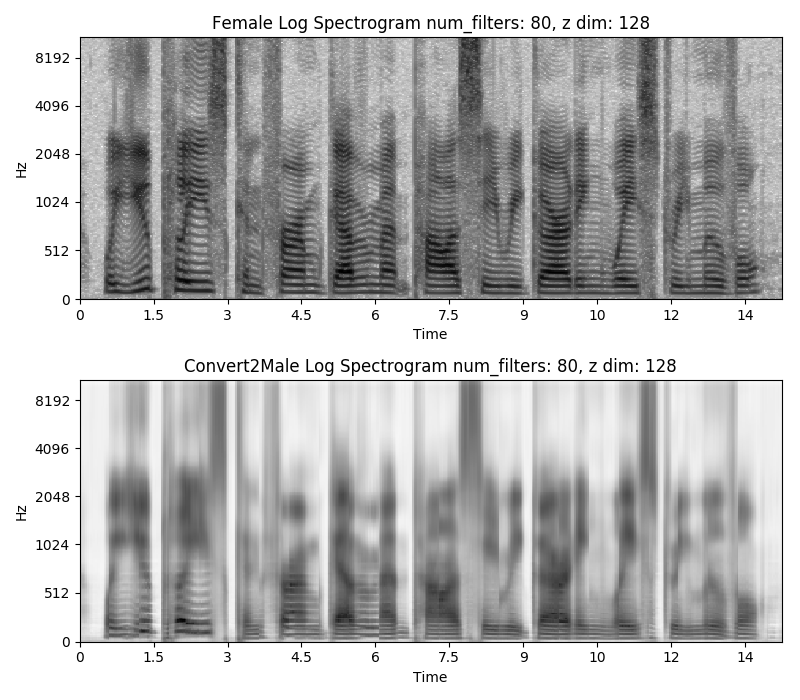 Female Log Spectrogram num_filters: 80, z dim: 128
8192
4096
2048
1024
512
0
Hz
0 1.5 3 4.5 6 7.5 9 10 12 14
Time
Convert2Male Log Spectrogram num_filters: 80, z dim: 128
8192
4096
2048
1024
512
0
Hz
0 1.5 3 4.5 6 7.5 9 10 12 14
Time